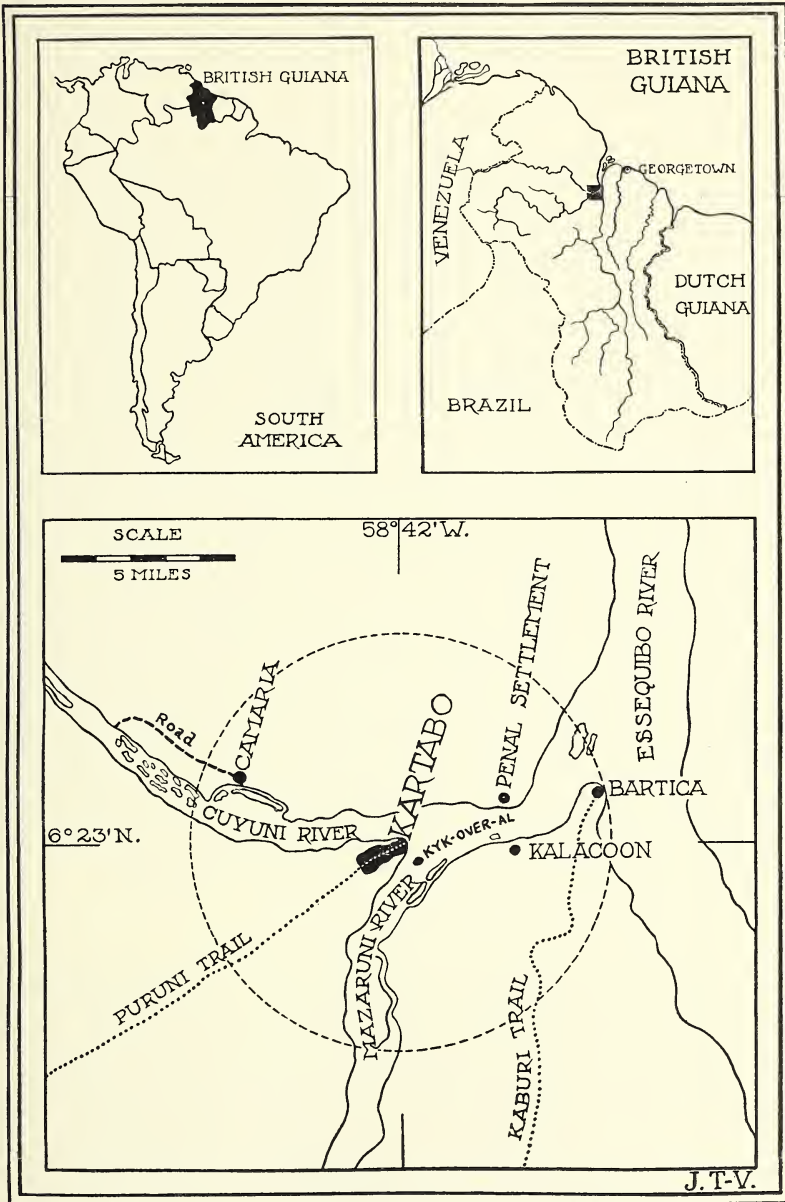 BRITISH GUIANA
SOUTH
AMERICA
BRITISH
GUIANA
VENEZUELA
GEORGETOWN
DUTCH
GUIANA
BRAZIL
SCALE
5 MILES
58°42'W.
PENAL SETTLEMENT
ESSEQUIBO RIVER
Road
CAMARIA
KARTABO
BARTICA
CUYUNI RIVER
6°23'N.
KYK-OVER-AL
KALACOON
MAZARUNI RIVER
PURUNI TRAIL
KABURI TRAIL
J.T-V.